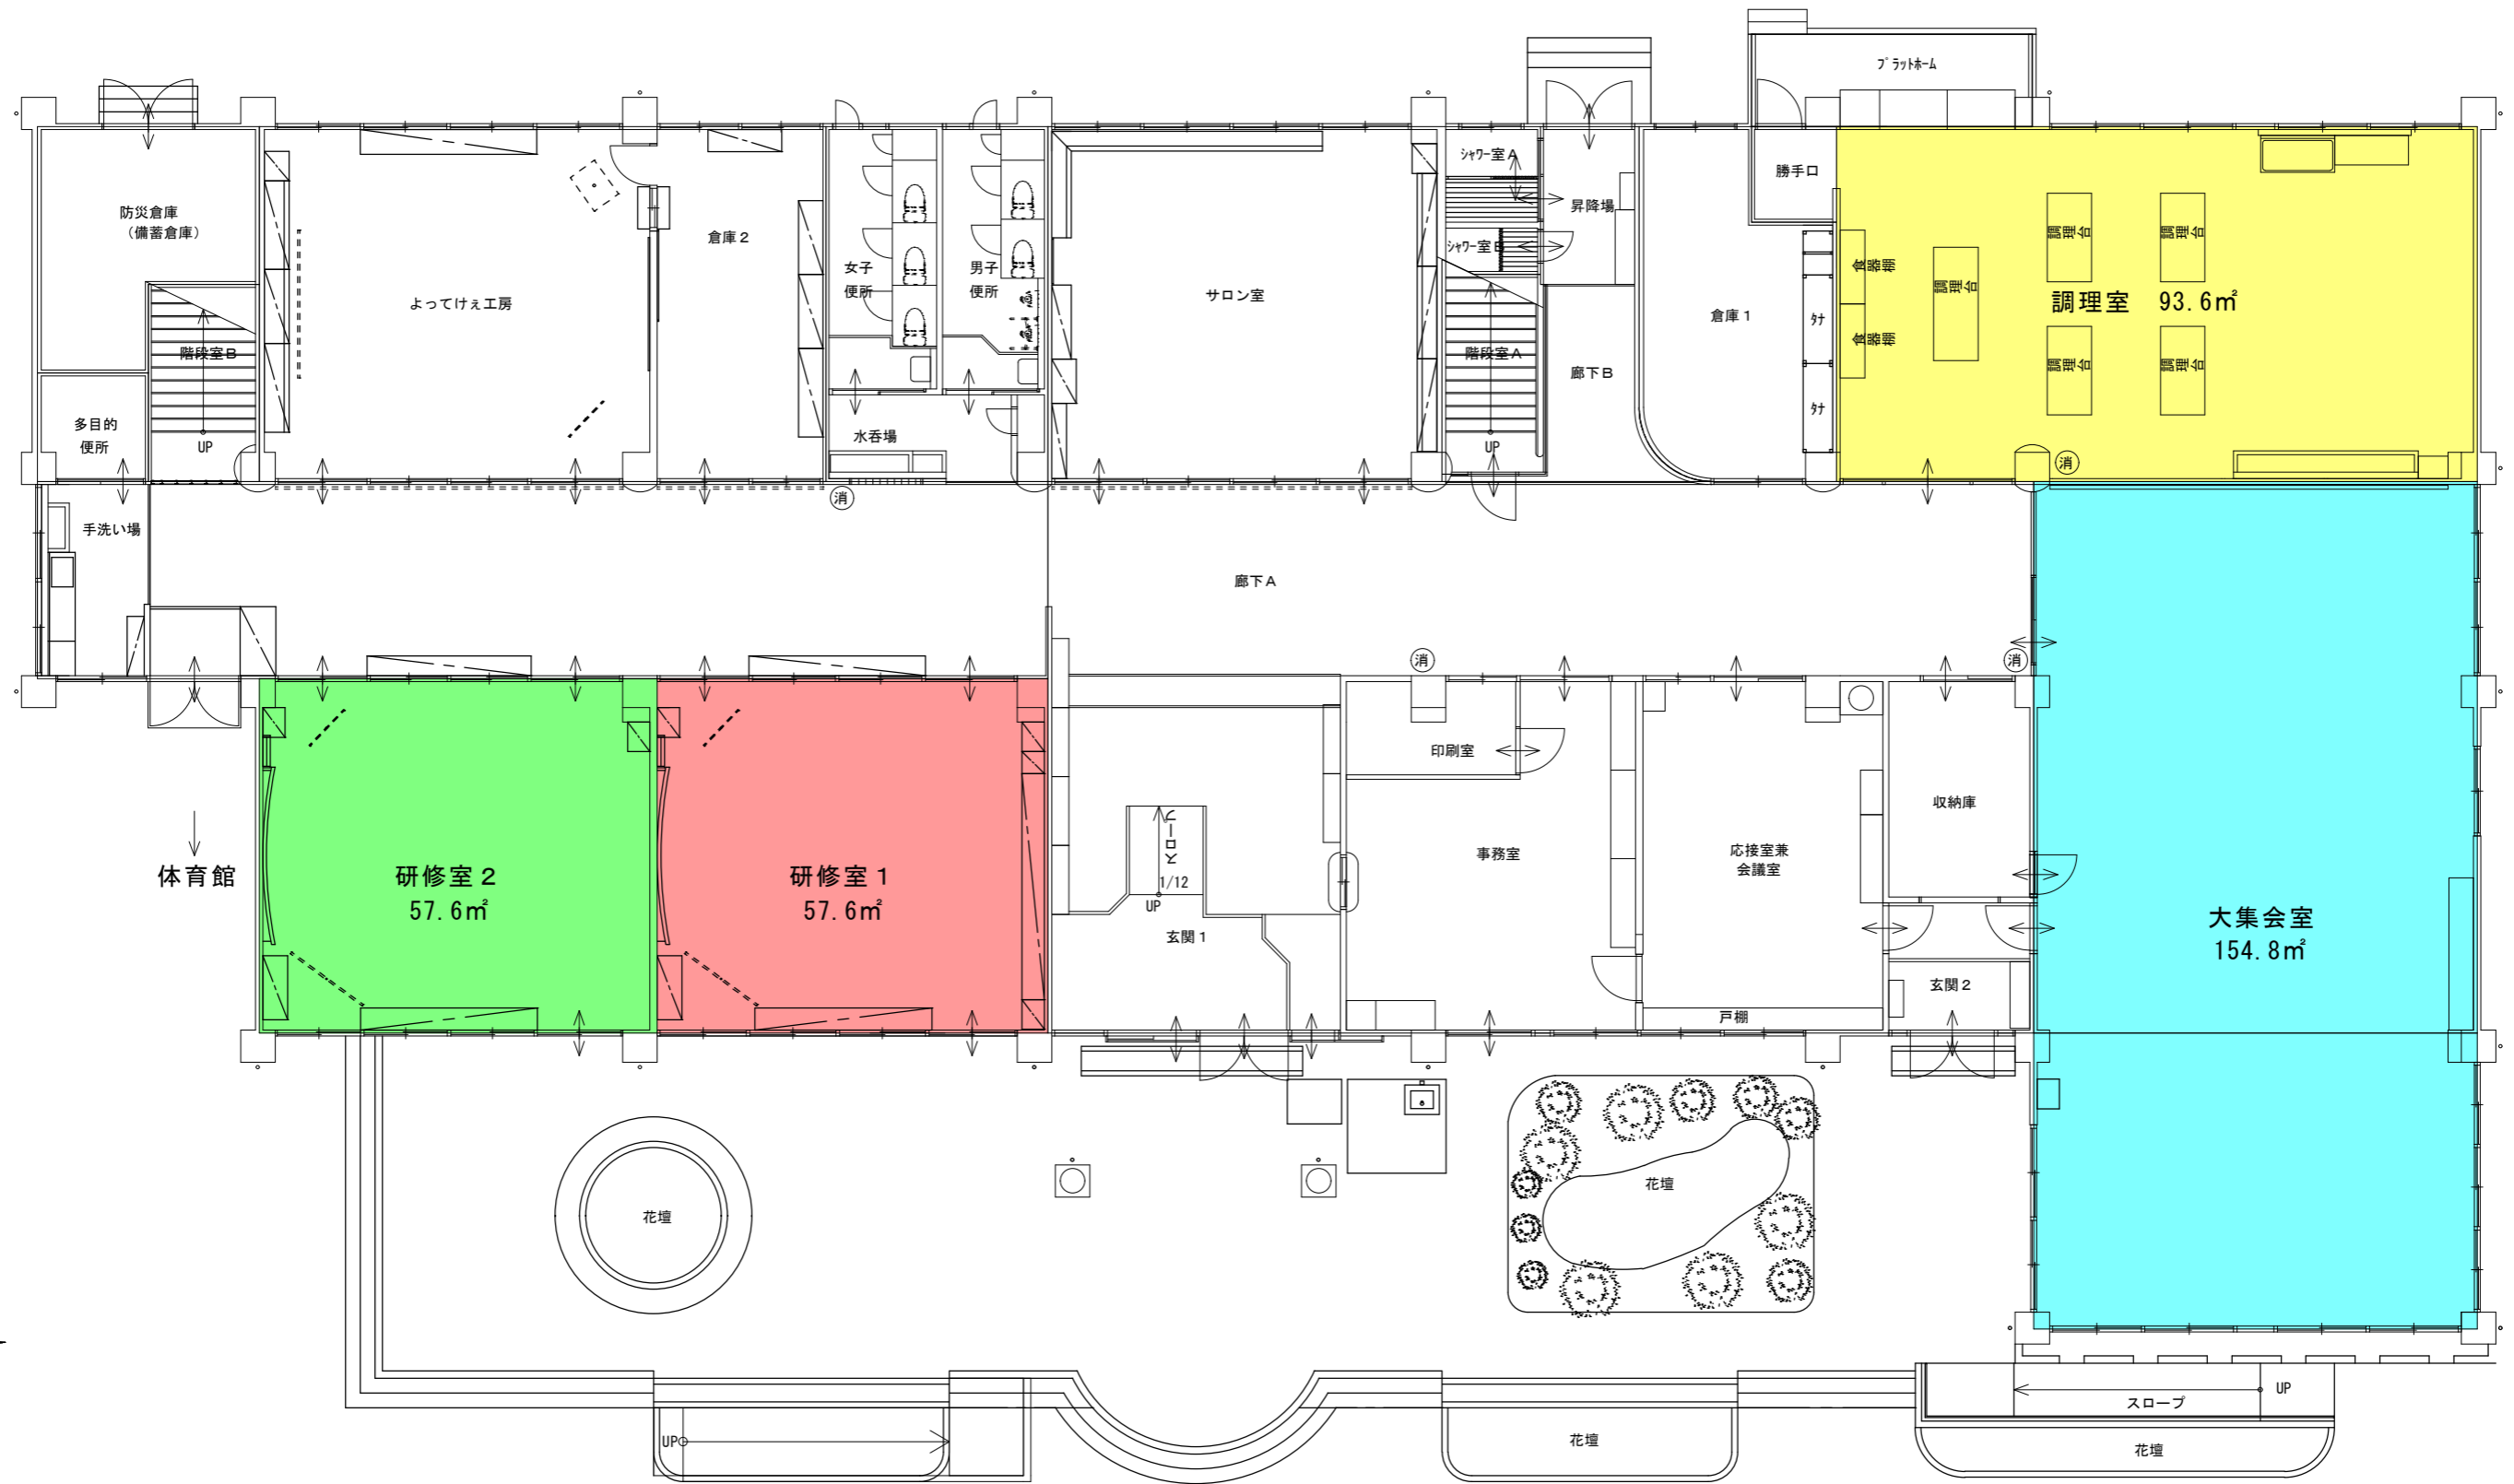 プラットホーム
シャワー室A
勝手口
昇降場
防災倉庫
(備蓄倉庫)
倉庫2
女子
便所
男子
便所
シャワー室B
よってけぇ工房
サロン室
倉庫1
タナ
タナ
食器棚
食器棚
調理台
調理台
調理台
調理台
調理台
調理室 93.6㎡
階段室B
階段室A
廊下B
多目的
便所
UP
水呑場
UP
消
消
手洗い場
廊下A
消
消
印刷室
収納庫
体育館
研修室2
57.6㎡
研修室1
57.6㎡
スロープ
1/12
UP
玄関1
事務室
応接室兼
会議室
大集会室
154.8㎡
玄関2
戸棚
花壇
花壇
UP
スロープ
UP
花壇
花壇